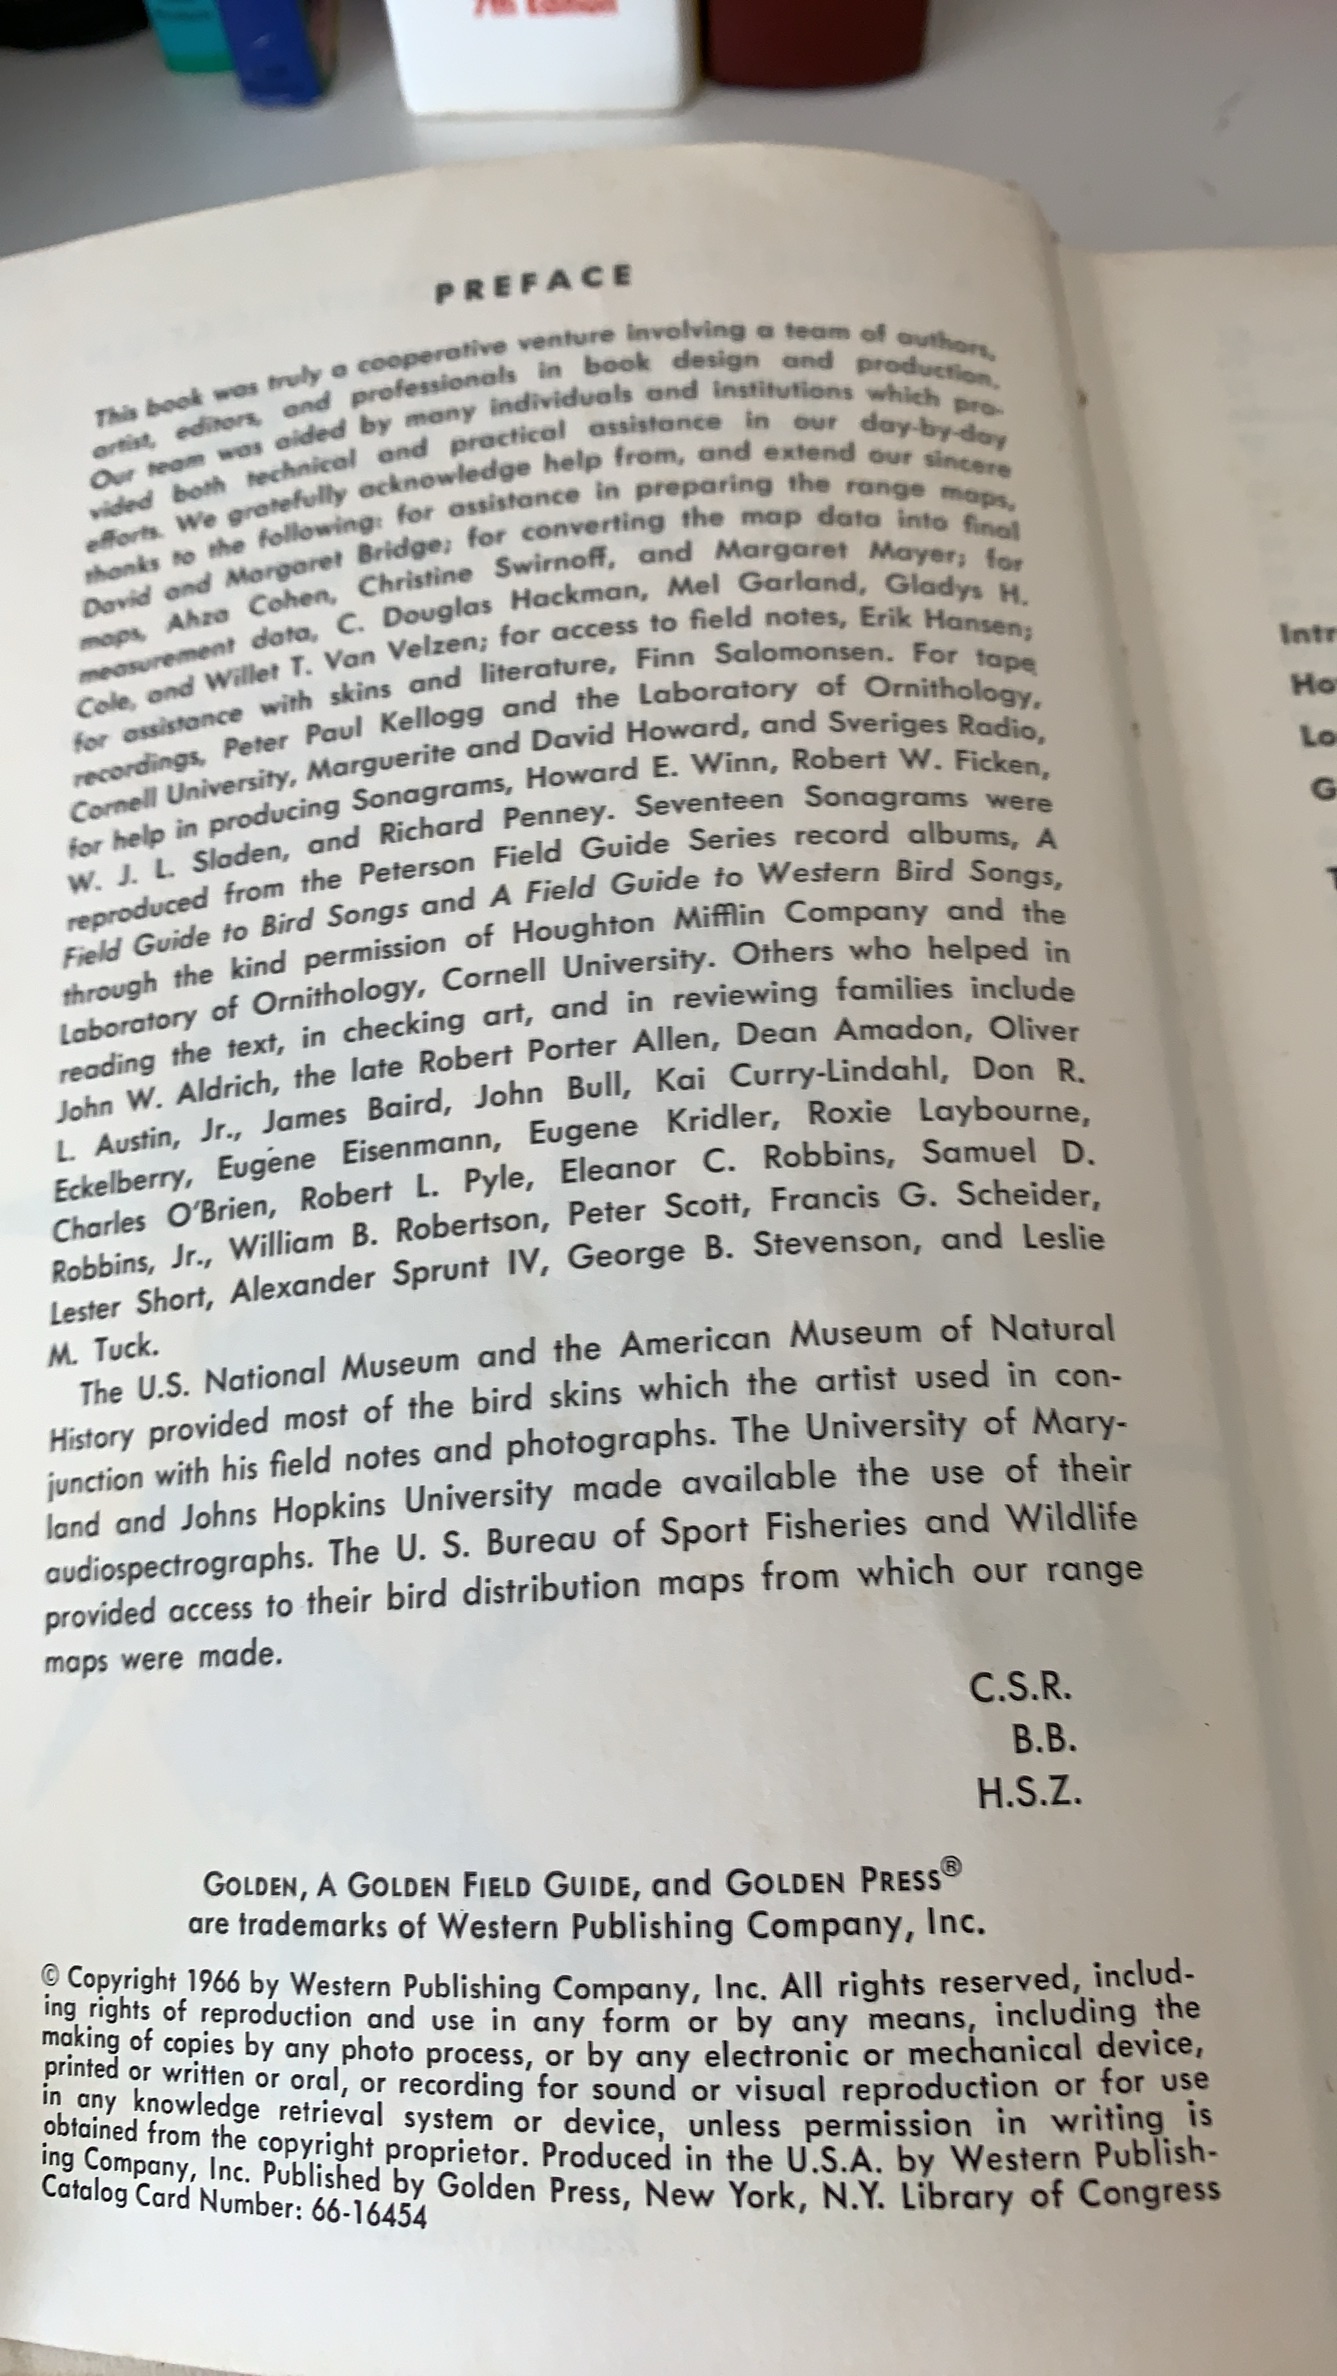 7th Edition
PREFACE
This book was truly a cooperative venture involving a team of authors,
artist, editors, and professionals in book design and production.
Our team was aided by many individuals and institutions which pro-
vided both technical and practical assistance in our day-by-day
efforts. We gratefully acknowledge help from, and extend our sincere
thanks to the following: for assistance in preparing the range maps,
David and Margaret Bridge; for converting the map data into final
maps, Ahza Cohen, Christine Swirnoff, and Margaret Mayer; for
measurement data, C. Douglas Hackman, Mel Garland, Gladys H.
Cole, and Willet T. Van Velzen; for access to field notes, Erik Hansen;
for assistance with skins and literature, Finn Salomonsen. For tape
recordings, Peter Paul Kellogg and the Laboratory of Ornithology,
Cornell University, Marguerite and David Howard, and Sveriges Radio,
for help in producing Sonagrams, Howard E. Winn, Robert W. Ficken,
W. J. L. Sladen, and Richard Penney. Seventeen Sonagrams were
reproduced from the Peterson Field Guide Series record albums, A
Field Guide to Bird Songs and A Field Guide to Western Bird Songs,
through the kind permission of Houghton Mifflin Company and the
Laboratory of Ornithology, Cornell University. Others who helped in
reading the text, in checking art, and in reviewing families include
John W. Aldrich, the late Robert Porter Allen, Dean Amadon, Oliver
L. Austin, Jr., James Baird, John Bull, Kai Curry-Lindahl, Don R.
Eckelberry, Eugene Eisenmann, Eugene Kridler, Roxie Laybourne,
Charles O'Brien, Robert L. Pyle, Eleanor C. Robbins, Samuel D.
Robbins, Jr., William B. Robertson, Peter Scott, Francis G. Scheider,
Lester Short, Alexander Sprunt IV, George B. Stevenson, and Leslie
M. Tuck.
The U.S. National Museum and the American Museum of Natural
History provided most of the bird skins which the artist used in con-
junction with his field notes and photographs. The University of Mary-
land and Johns Hopkins University made available the use of their
audiospectrographs. The U. S. Bureau of Sport Fisheries and Wildlife
provided access to their bird distribution maps from which our range
maps were made.
C.S.R.
B.B.
H.S.Z.
GOLDEN, A GOLDEN FIELD GUIDE, and GOLDEN PRESS®
are trademarks of Western Publishing Company, Inc.
© Copyright 1966 by Western Publishing Company, Inc. All rights reserved, includ-
ing rights of reproduction and use in any form or by any means, including the
making of copies by any photo process, or by any electronic or mechanical device,
printed or written or oral, or recording for sound or visual reproduction or for use
in any knowledge retrieval system or device, unless permission in writing is
obtained from the copyright proprietor. Produced in the U.S.A. by Western Publish-
ing Company, Inc. Published by Golden Press, New York, N.Y. Library of Congress
Catalog Card Number: 66-16454
Intr
Ho
Lo
G